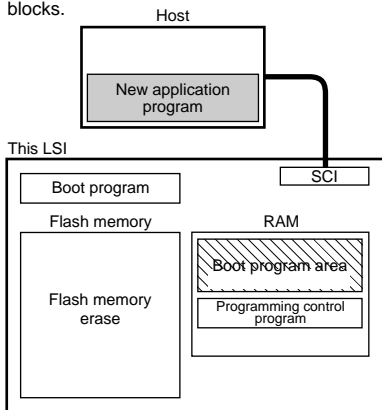 blocks.
Host
New application
program
This LSI
SCI
Boot program
Flash memory
RAM
Flash memory
erase
Boot program area
Programming control
program